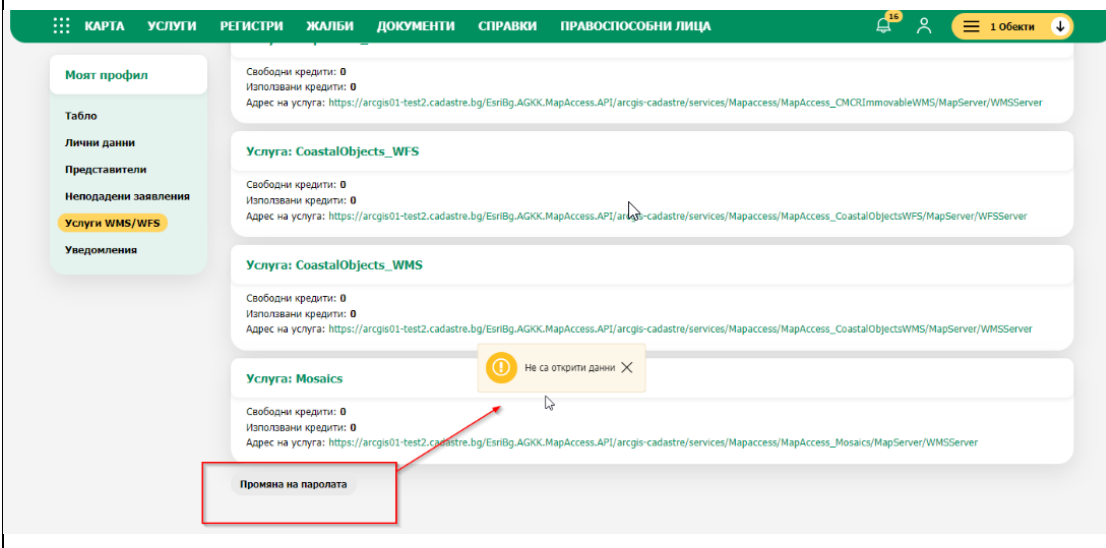 КАРТА УСЛУГИ РЕГИСТРИ ЖАЛБИ ДОКУМЕНТИ СПРАВКИ ПРАВОСПОСОБНИ ЛИЦА 16 1 Обекти
Моят профил
Табло
Лични данни
Представители
Неподадени заявления
Услуги WMS/WFS
Уведомления
Свободни кредити: 0
Използвани кредити: 0
Адрес на услуга: https://arcgis01-test2.cadastre.bg/EsriBg.AGKK.MapAccess.API/arcgis-cadastre/services/Mapaccess/MapAccess_CMCRImmovableWMS/MapServer/WMSServer
Услуга: CoastalObjects_WFS
Свободни кредити: 0
Използвани кредити: 0
Адрес на услуга: https://arcgis01-test2.cadastre.bg/EsriBg.AGKK.MapAccess.API/arcgis-cadastre/services/Mapaccess/MapAccess_CoastalObjectsWFS/MapServer/WFSServer
Услуга: CoastalObjects_WMS
Свободни кредити: 0
Използвани кредити: 0
Адрес на услуга: https://arcgis01-test2.cadastre.bg/EsriBg.AGKK.MapAccess.API/arcgis-cadastre/services/Mapaccess/MapAccess_CoastalObjectsWMS/MapServer/WMSServer
Не са открити данни
Услуга: Mosaics
Свободни кредити: 0
Използвани кредити: 0
Адрес на услуга: https://arcgis01-test2.cadastre.bg/EsriBg.AGKK.MapAccess.API/arcgis-cadastre/services/Mapaccess/MapAccess_Mosaics/MapServer/WMSServer
Промяна на паролата